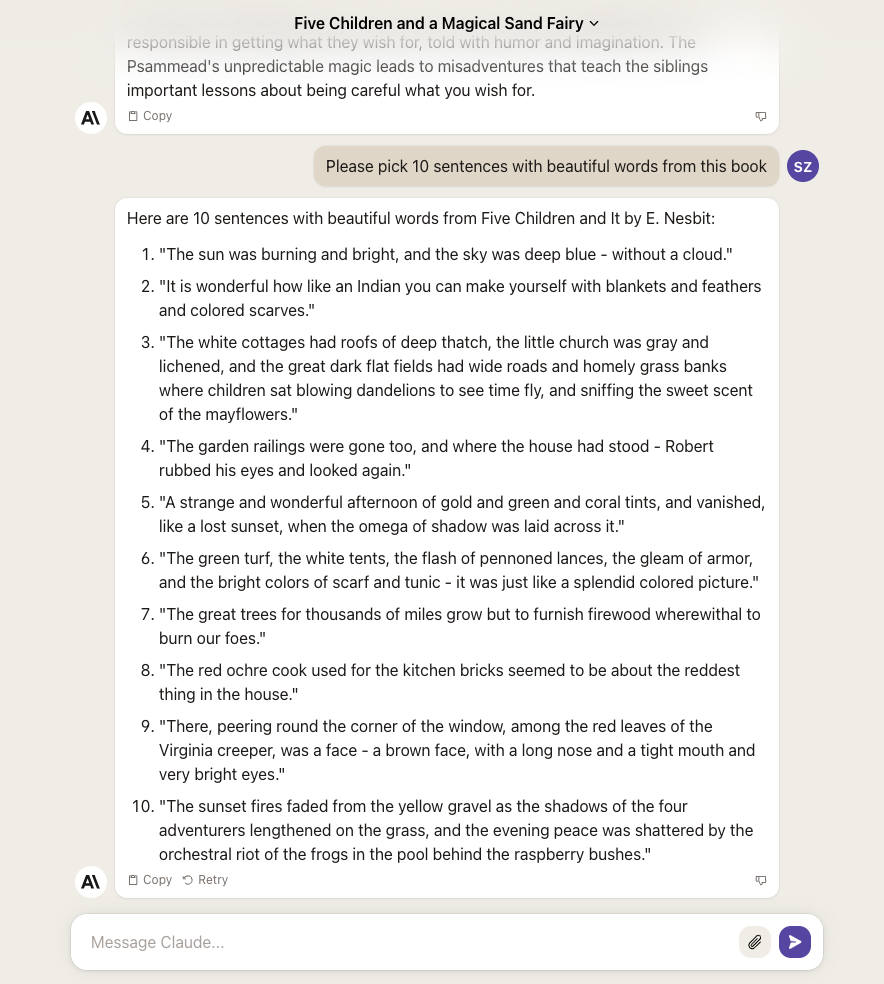 Five Children and a Magical Sand Fairy
responsible in getting what they wish for, told with humor and imagination. The
Psammead's unpredictable magic leads to misadventures that teach the siblings
important lessons about being careful what you wish for.
Copy
Please pick 10 sentences with beautiful words from this book
SZ
Here are 10 sentences with beautiful words from Five Children and It by E. Nesbit:
1. "The sun was burning and bright, and the sky was deep blue - without a cloud."
2. "It is wonderful how like an Indian you can make yourself with blankets and feathers
and colored scarves."
3. "The white cottages had roofs of deep thatch, the little church was gray and
lichened, and the great dark flat fields had wide roads and homely grass banks
where children sat blowing dandelions to see time fly, and sniffing the sweet scent
of the mayflowers."
4. "The garden railings were gone too, and where the house had stood - Robert
rubbed his eyes and looked again."
5. "A strange and wonderful afternoon of gold and green and coral tints, and vanished,
like a lost sunset, when the omega of shadow was laid across it."
6. "The green turf, the white tents, the flash of pennoned lances, the gleam of armor,
and the bright colors of scarf and tunic - it was just like a splendid colored picture."
7. "The great trees for thousands of miles grow but to furnish firewood wherewithal to
burn our foes."
8. "The red ochre cook used for the kitchen bricks seemed to be about the reddest
thing in the house."
9. "There, peering round the corner of the window, among the red leaves of the
Virginia creeper, was a face - a brown face, with a long nose and a tight mouth and
very bright eyes."
10. "The sunset fires faded from the yellow gravel as the shadows of the four
adventurers lengthened on the grass, and the evening peace was shattered by the
orchestral riot of the frogs in the pool behind the raspberry bushes."
Copy Retry
Message Claude...